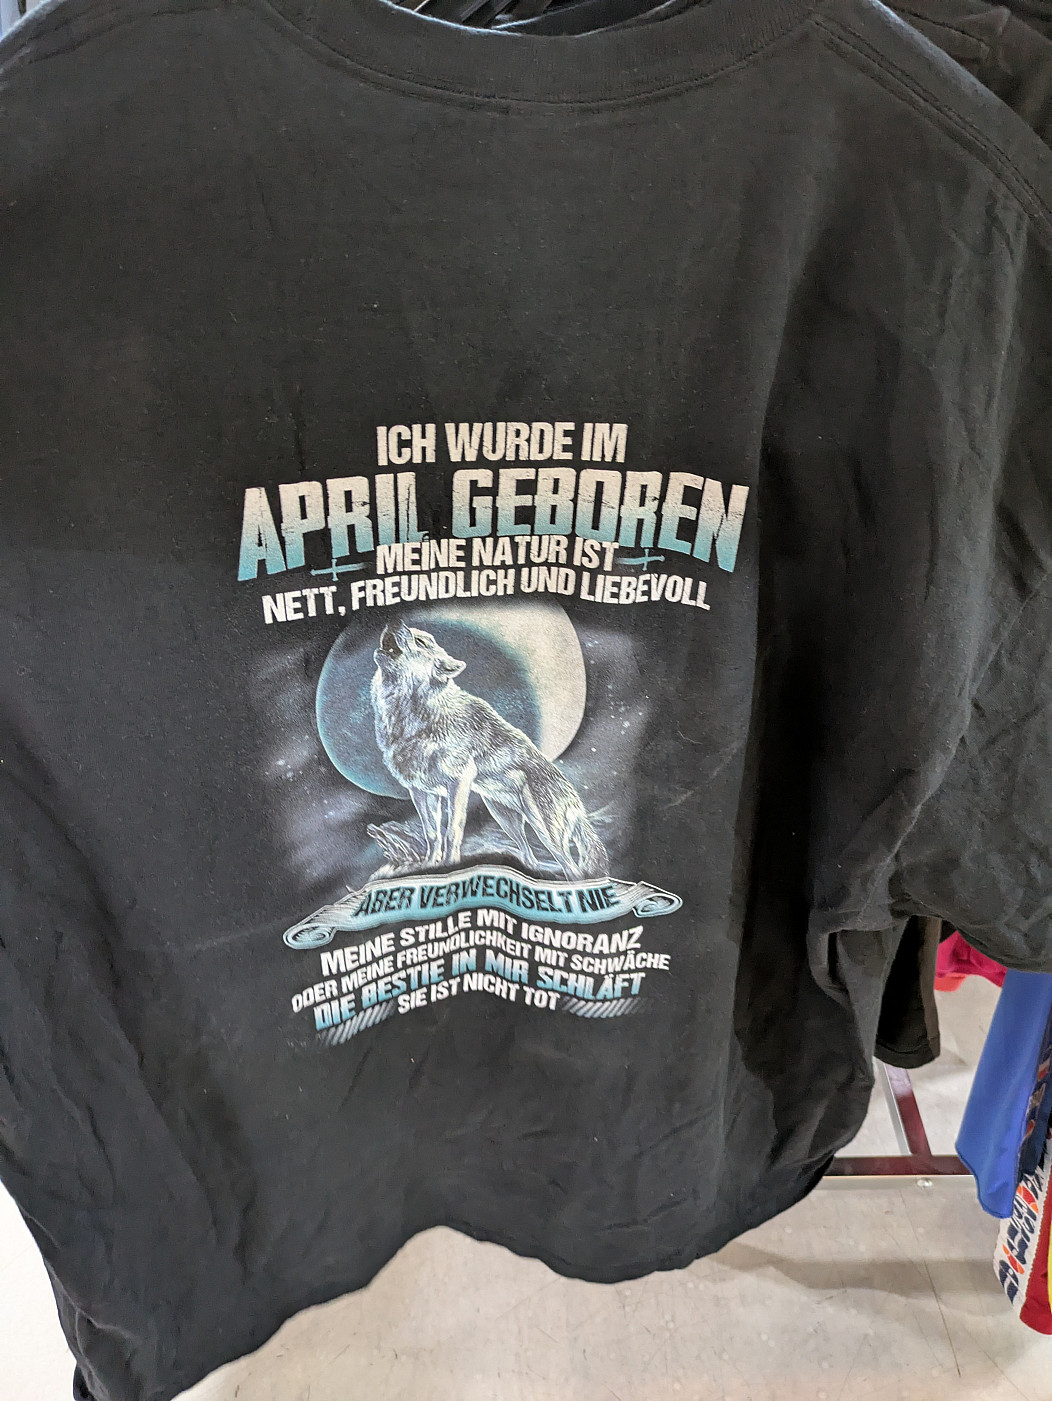 ICH WURDE IM
APRIL GEBOREN
MEINE NATUR IST
NETT, FREUNDLICH UND LIEBEVOLL
ABER VERWECHSELT NIE
MEINE STILLE MIT IGNORANZ
ODER MEINE FREUNDLICHKEIT MIT SCHWÄCHE
DIE BESTIE IN MIR SCHLÄFT
SIE IST NICHT TOT